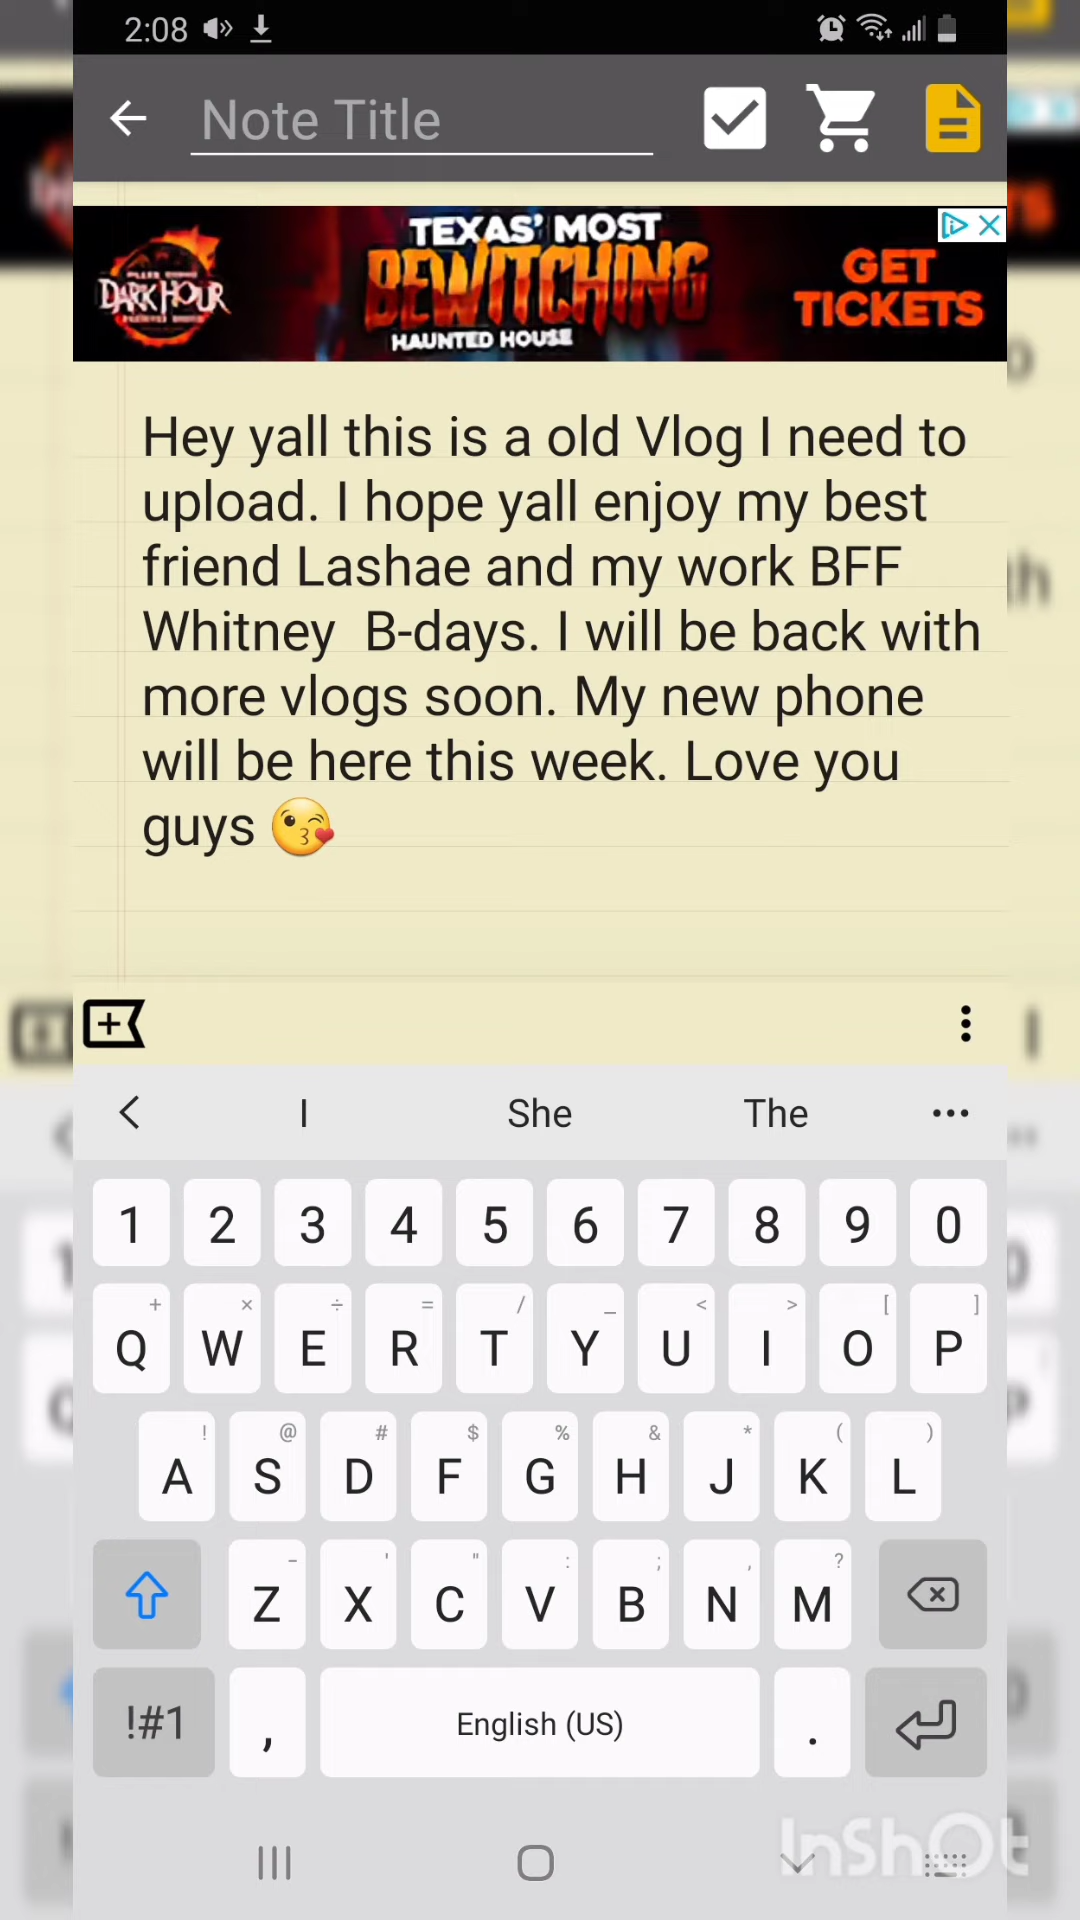 2:08
Note Title
TEXAS' MOST
BEWITCHING
HAUNTED HOUSE
DARK HOUR
GET
TICKETS
Hey yall this is a old Vlog I need to
upload. I hope yall enjoy my best
friend Lashae and my work BFF
Whitney  B-days. I will be back with
more vlogs soon. My new phone
will be here this week. Love you
guys 😘
I She The
1 2 3 4 5 6 7 8 9 0
+ × ÷ = / _ < > [ ]
Q W E R T Y U I O P
! @ # $ % & * ( )
A S D F G H J K L
- ' " : ; , ?
Z X C V B N M
!#1 , English (US) .
InShOt